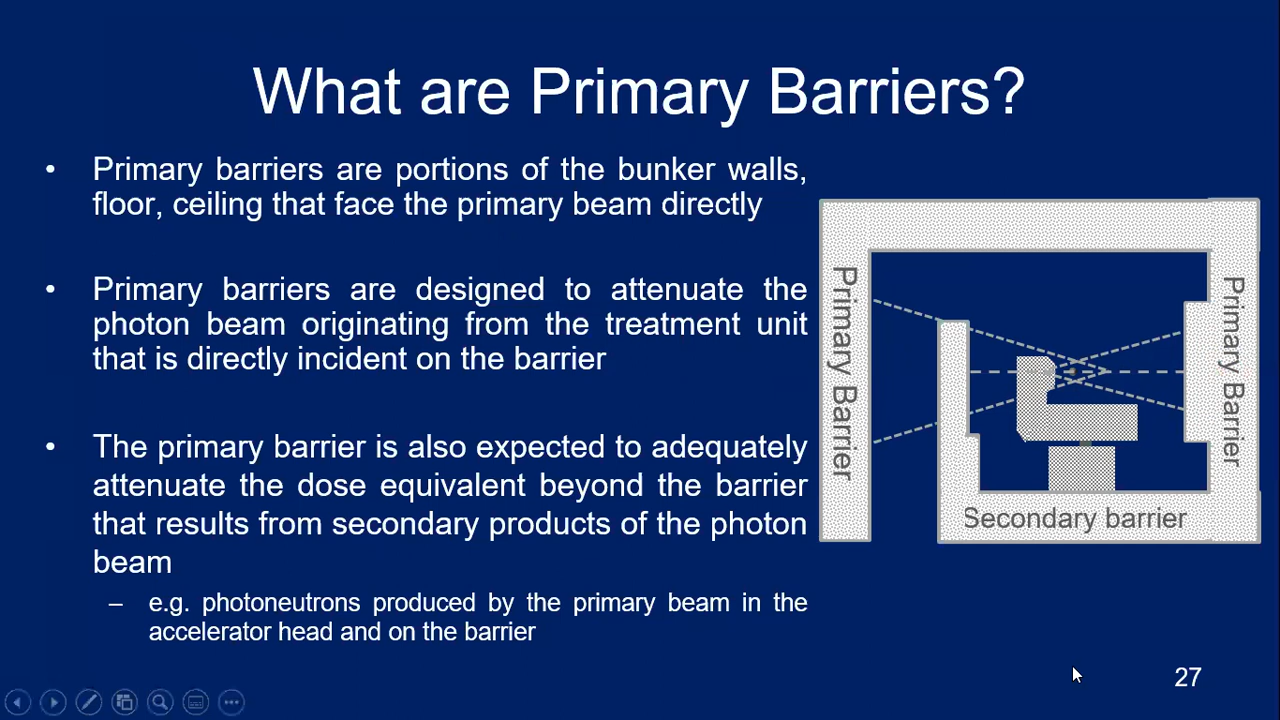 What are Primary Barriers?
• Primary barriers are portions of the bunker walls,
floor, ceiling that face the primary beam directly
• Primary barriers are designed to attenuate the
photon beam originating from the treatment unit
that is directly incident on the barrier
• The primary barrier is also expected to adequately
attenuate the dose equivalent beyond the barrier
that results from secondary products of the photon
beam
– e.g. photoneutrons produced by the primary beam in the
accelerator head and on the barrier
Primary Barrier
Primary Barrier
Secondary barrier
27